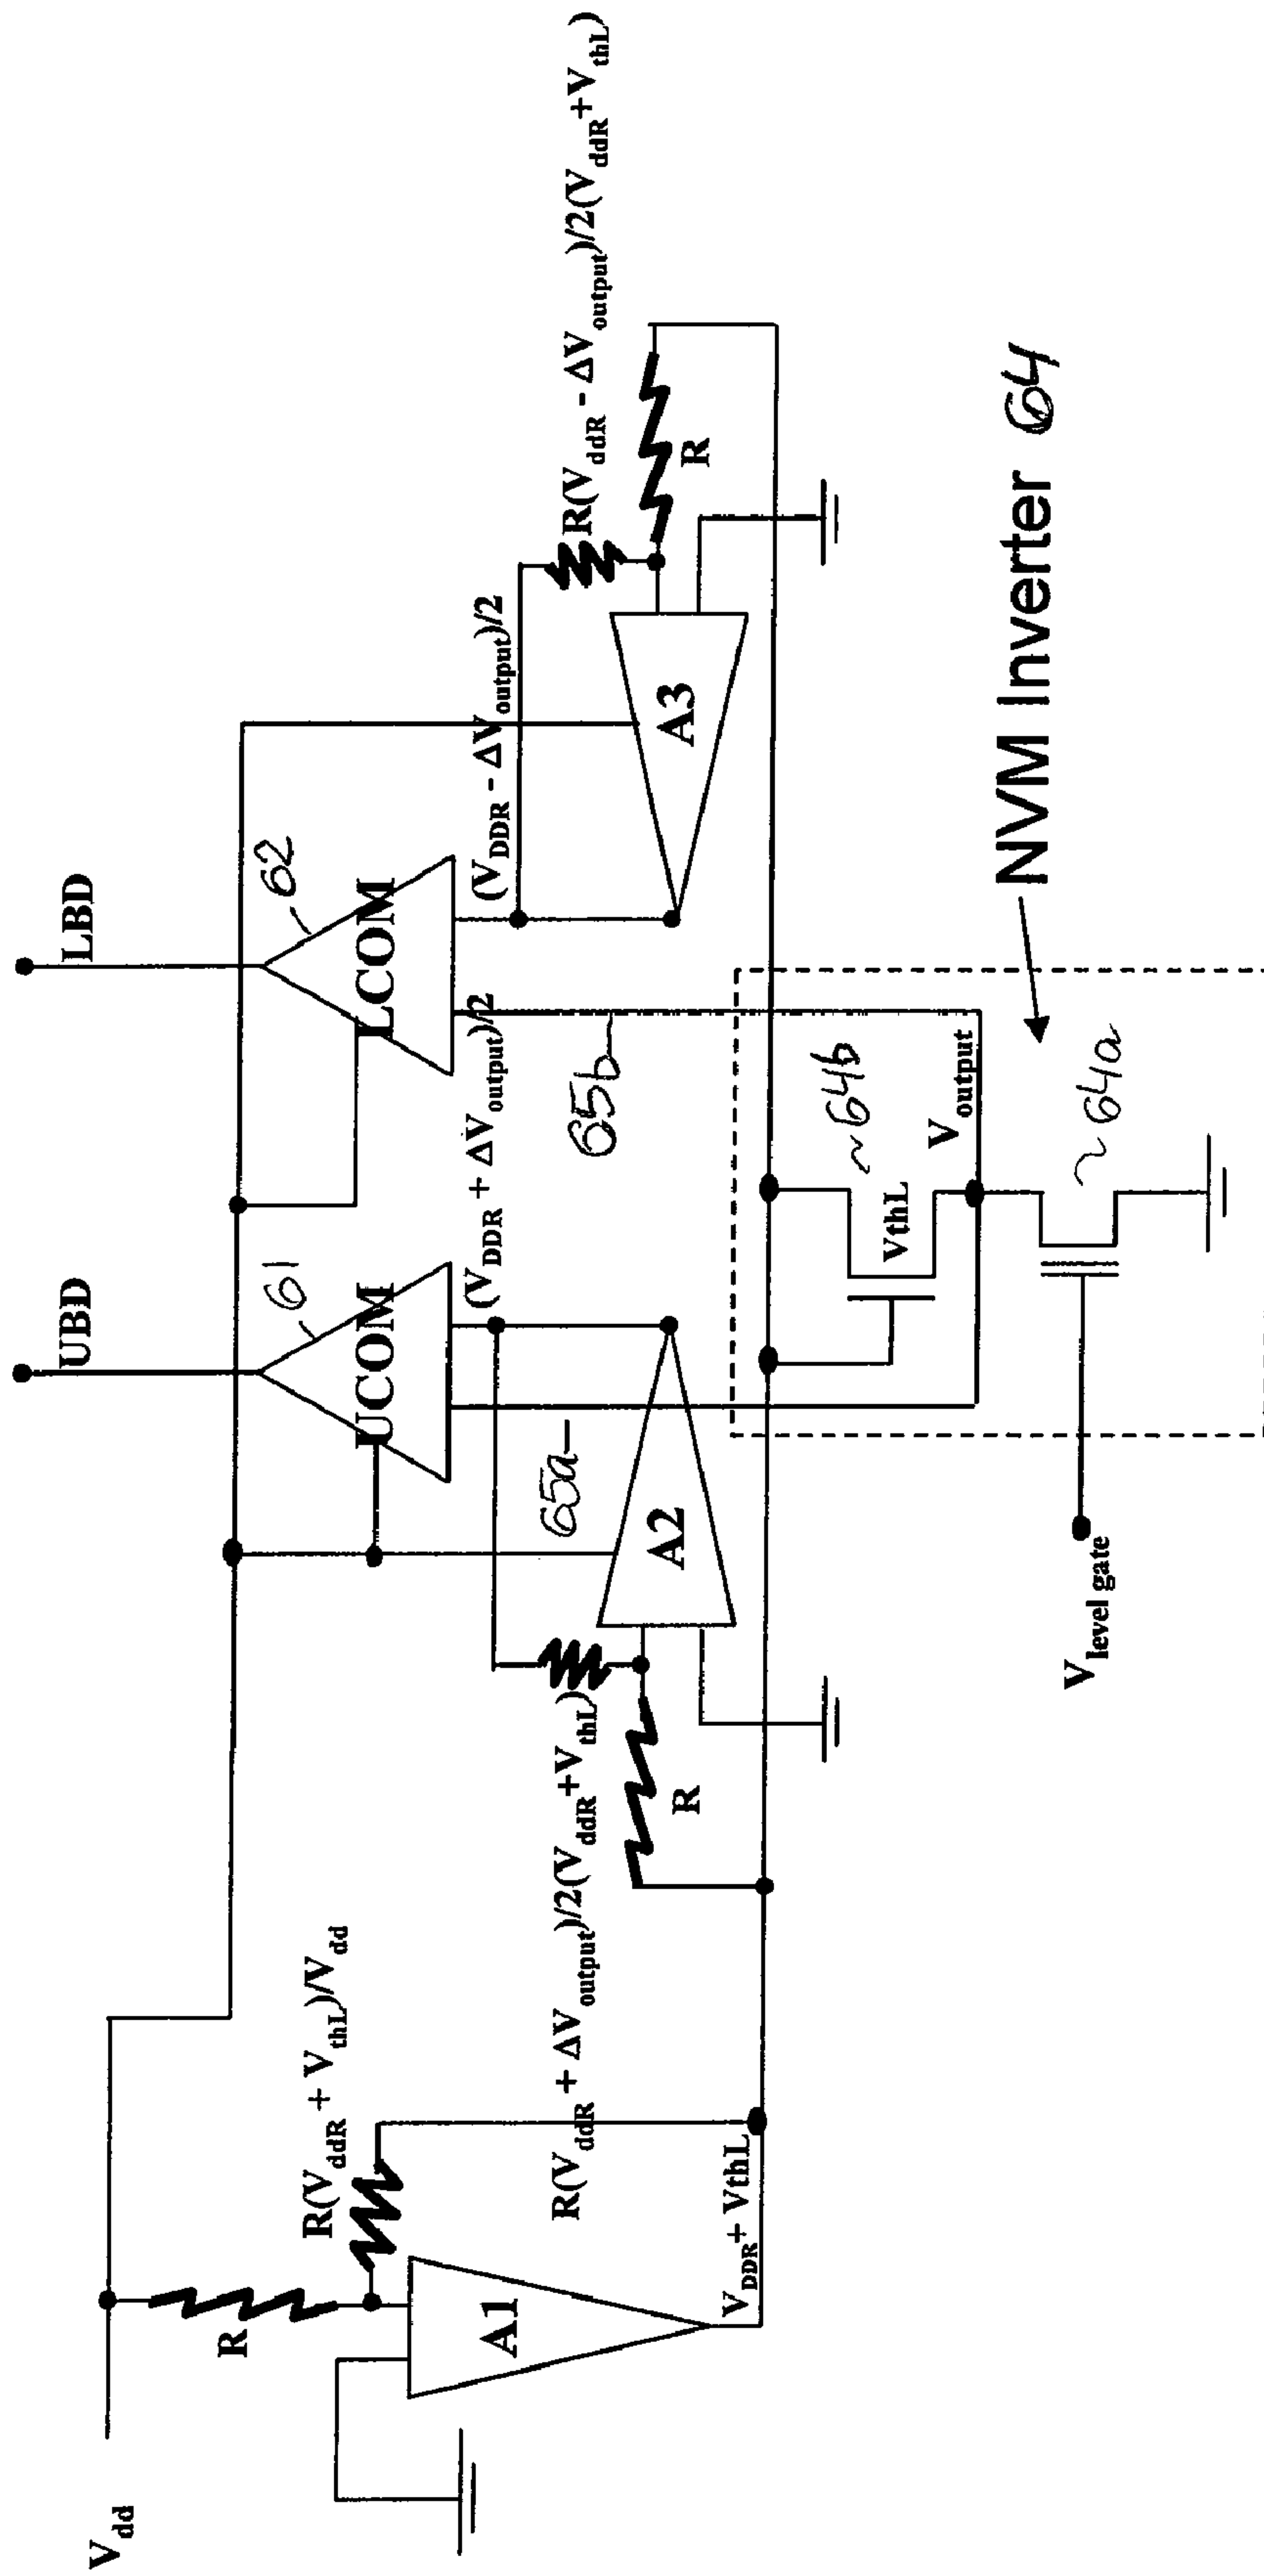 UBD
LBD
V_dd
R
R(V_ddR + V_thL)/V_dd
A1
V_DDR + VthL
UCOM
61
LCOM
62
(V_DDR + ΔV_output)/2
(V_DDR - ΔV_output)/2
65a
65b
R(V_ddR + ΔV_output)/2(V_ddR+V_thL)
R
A2
R(V_ddR - ΔV_output)/2(V_ddR+V_thL)
R
A3
VthL
~64b
V_output
~64a
V_level gate
NVM Inverter 64